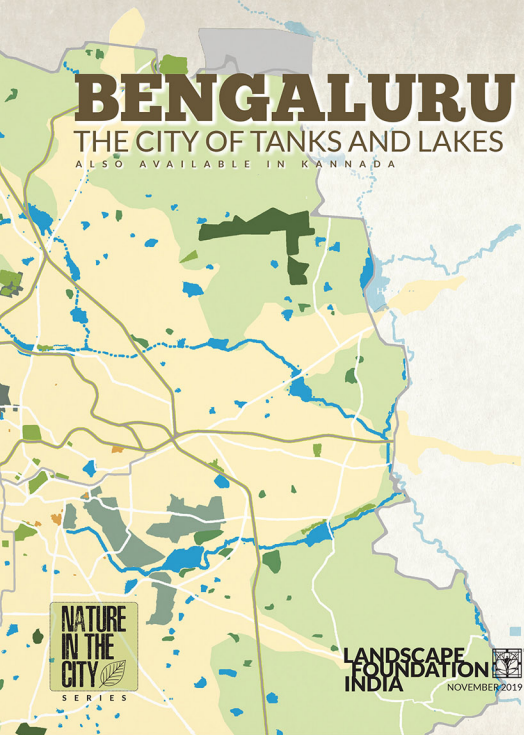 BENGALURU
THE CITY OF TANKS AND LAKES
ALSO AVAILABLE IN KANNADA
NATURE
IN THE
CITY
SERIES
LANDSCAPE
FOUNDATION
INDIA
NOVEMBER 2019